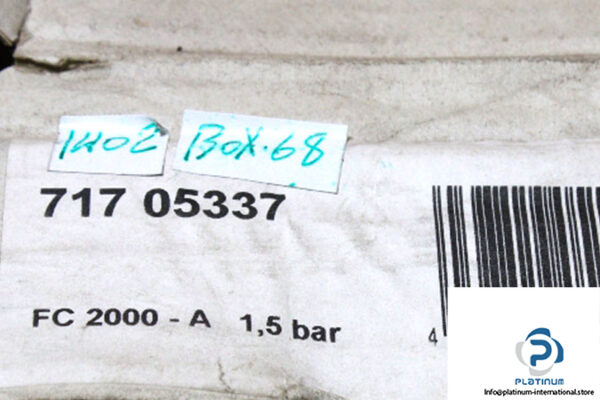 1402 BOX.68
717 05337
FC 2000 - A 1,5 bar
4
PLATINUM
Info@platinum-international.store